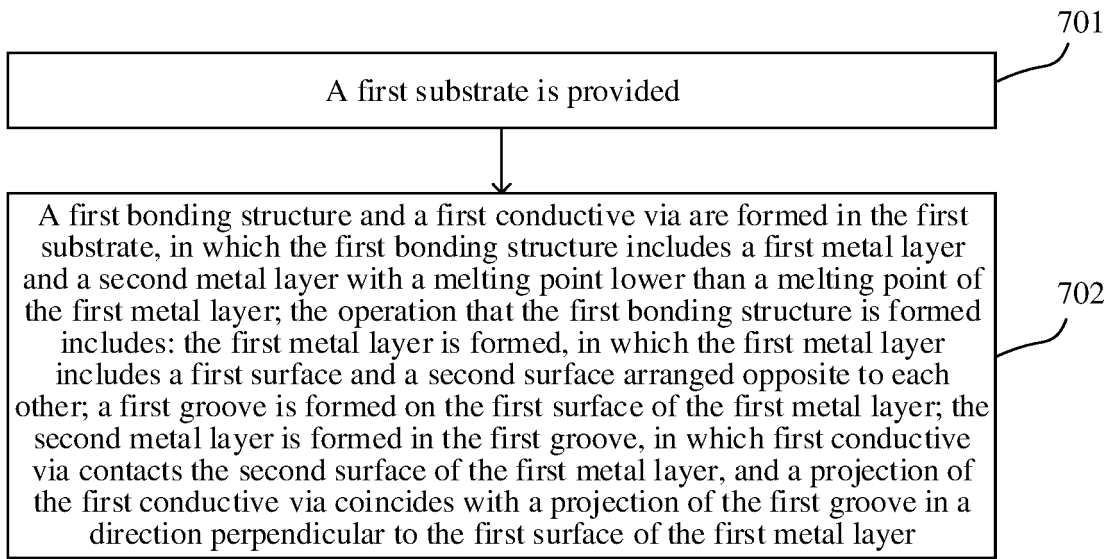 701
A first substrate is provided
A first bonding structure and a first conductive via are formed in the first
substrate, in which the first bonding structure includes a first metal layer
and a second metal layer with a melting point lower than a melting point of
the first metal layer; the operation that the first bonding structure is formed
includes: the first metal layer is formed, in which the first metal layer
includes a first surface and a second surface arranged opposite to each
other; a first groove is formed on the first surface of the first metal layer; the
second metal layer is formed in the first groove, in which first conductive
via contacts the second surface of the first metal layer, and a projection of
the first conductive via coincides with a projection of the first groove in a
direction perpendicular to the first surface of the first metal layer
702